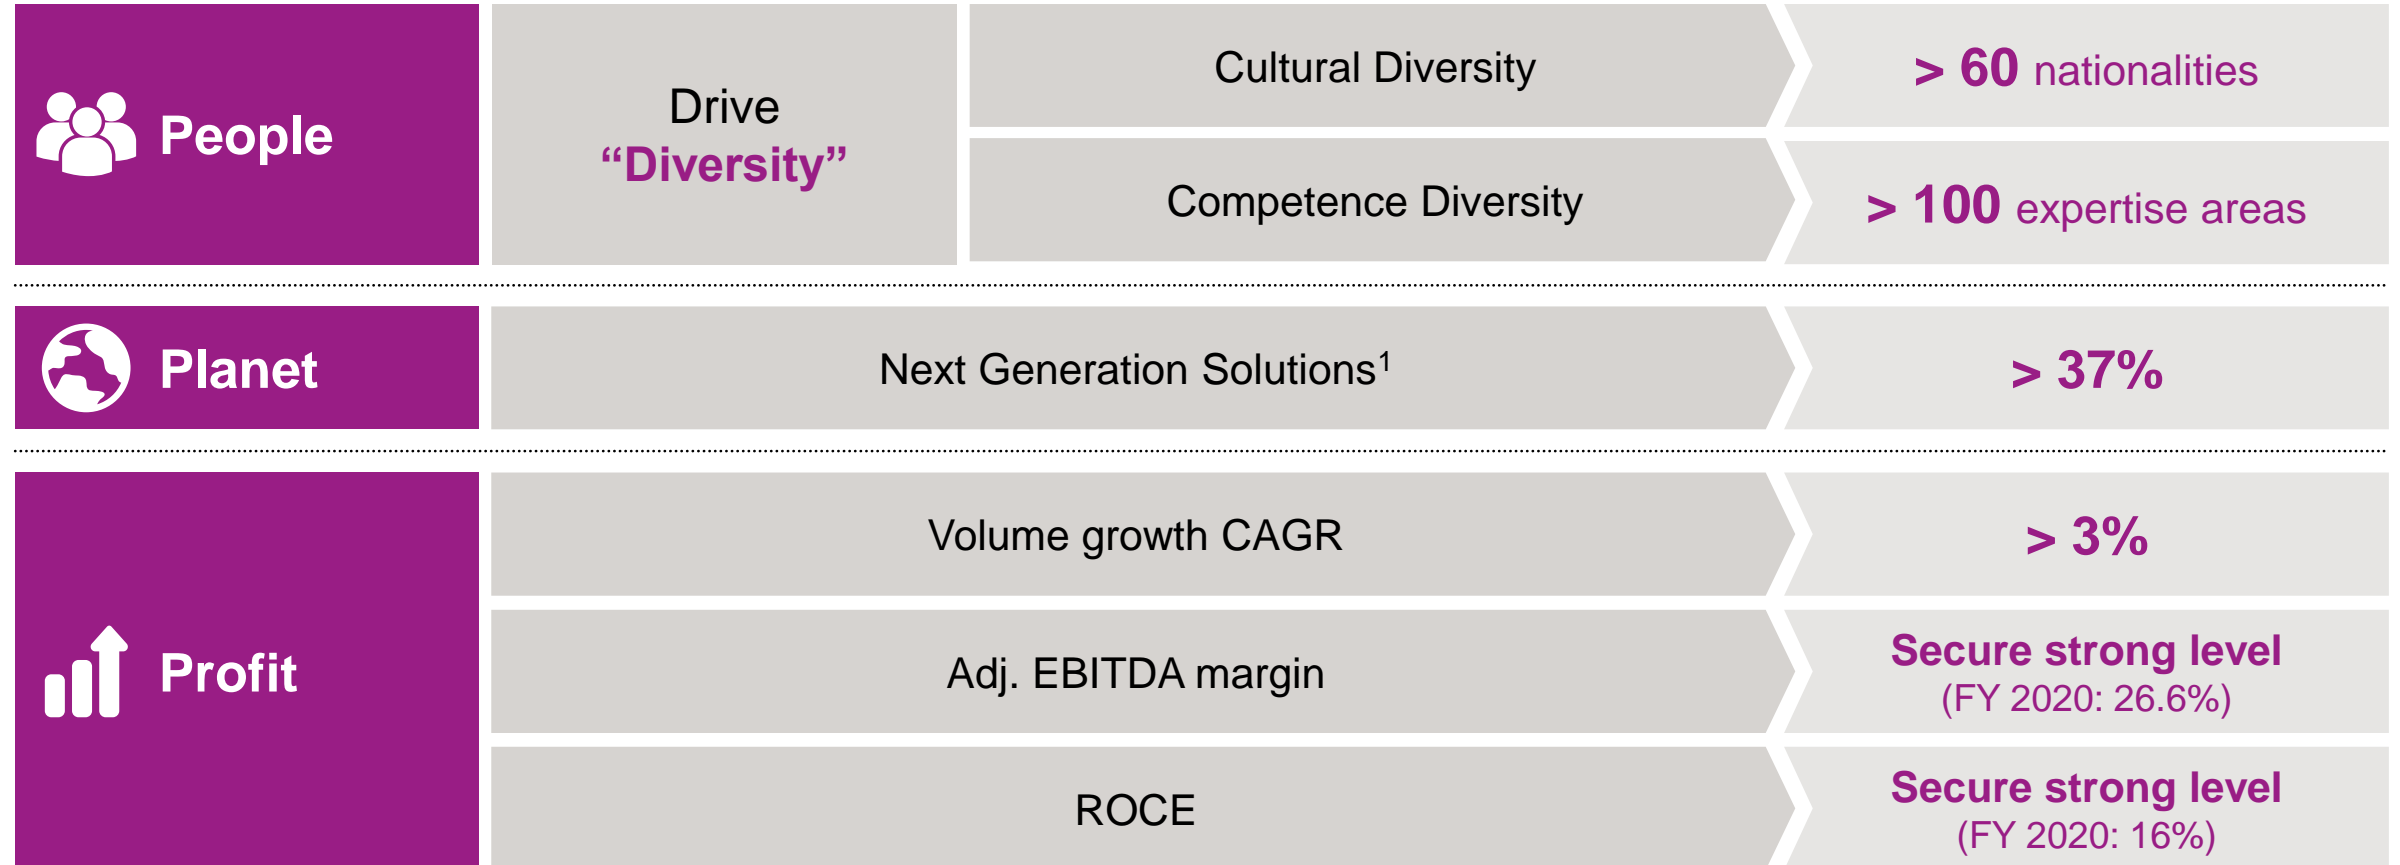 People
Drive
“Diversity”
Cultural Diversity
> 60 nationalities
Competence Diversity
> 100 expertise areas
Planet
Next Generation Solutions¹
> 37%
Profit
Volume growth CAGR
> 3%
Adj. EBITDA margin
Secure strong level
(FY 2020: 26.6%)
ROCE
Secure strong level
(FY 2020: 16%)